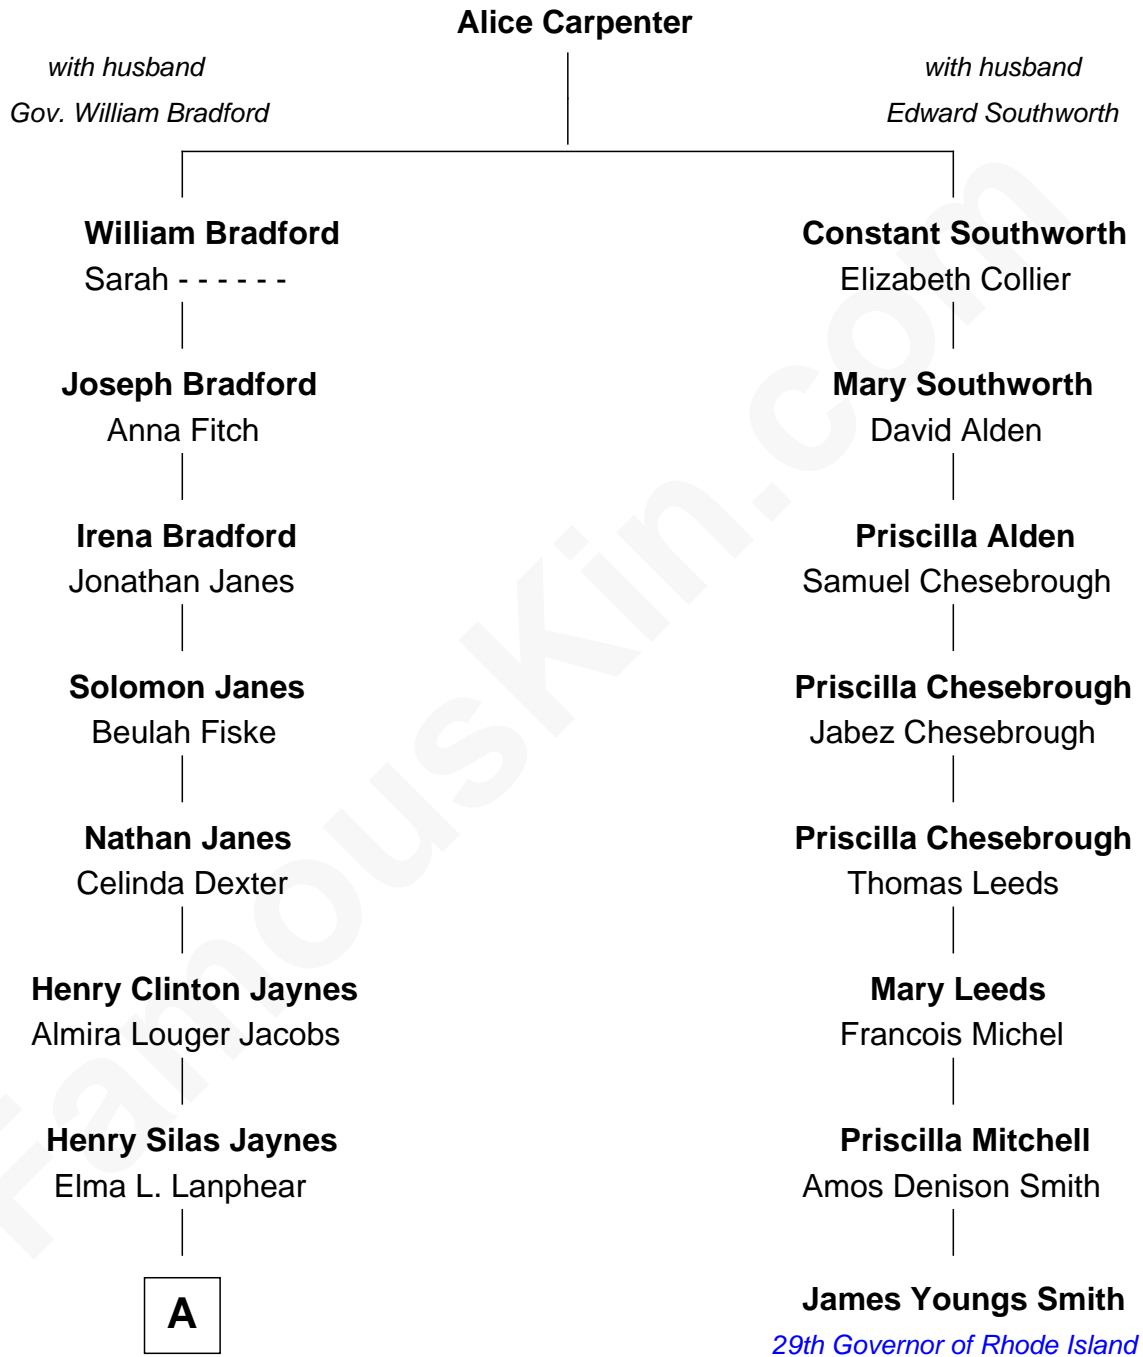 Alice Carpenter
with husband
Gov. William Bradford
with husband
Edward Southworth
William Bradford
Sarah - - - - - -
Constant Southworth
Elizabeth Collier
Joseph Bradford
Anna Fitch
Mary Southworth
David Alden
Irena Bradford
Jonathan Janes
Priscilla Alden
Samuel Chesebrough
Solomon Janes
Beulah Fiske
Priscilla Chesebrough
Jabez Chesebrough
Nathan Janes
Celinda Dexter
Priscilla Chesebrough
Thomas Leeds
Henry Clinton Jaynes
Almira Louger Jacobs
Mary Leeds
Francois Michel
Henry Silas Jaynes
Elma L. Lanphear
Priscilla Mitchell
Amos Denison Smith
A
James Youngs Smith
29th Governor of Rhode Island
FamousKin.com